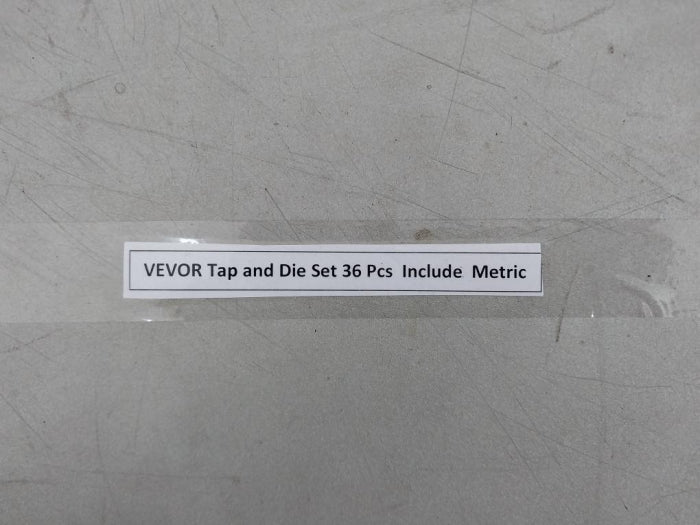 VEVOR Tap and Die Set 36 Pcs  Include  Metric